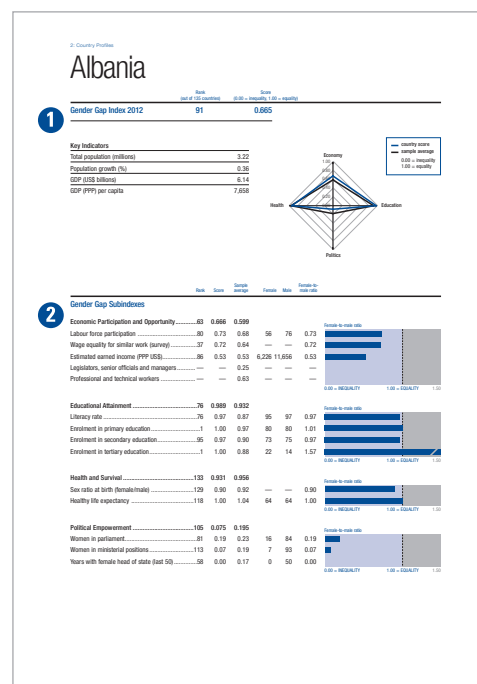 2: Country Profiles
Albania
Rank Score
(out of 135 countries) (0.00 = inequality, 1.00 = equality)
1 Gender Gap Index 2012 91 0.665
Key Indicators
Total population (millions) 3.22
Population growth (%) 0.36
GDP (US$ billions) 6.14
GDP (PPP) per capita 7,658
country score
sample average
0.00 = inequality
1.00 = equality
Economy
1.00
Health Education
Politics
Rank Score Sample average Female Male Female-to-male ratio
2 Gender Gap Subindexes
Economic Participation and Opportunity 63 0.666 0.599
Labour force participation 80 0.73 0.68 56 76 0.73
Wage equality for similar work (survey) 37 0.72 0.64 — — 0.72
Estimated earned income (PPP US$) 86 0.53 0.53 6,226 11,656 0.53
Legislators, senior officials and managers — — 0.25 — — —
Professional and technical workers — — 0.63 — — —
Female-to-male ratio
0.00 = INEQUALITY 1.00 = EQUALITY
Educational Attainment 76 0.989 0.932
Literacy rate 76 0.97 0.87 95 97 0.97
Enrolment in primary education 1 1.00 0.97 80 80 1.01
Enrolment in secondary education 95 0.97 0.90 73 75 0.97
Enrolment in tertiary education 1 1.00 0.88 22 14 1.57
Female-to-male ratio
0.00 = INEQUALITY 1.00 = EQUALITY
Health and Survival 133 0.931 0.956
Sex ratio at birth (female/male) 129 0.90 0.92 — — 0.90
Healthy life expectancy 118 1.00 1.04 64 64 1.00
Female-to-male ratio
0.00 = INEQUALITY 1.00 = EQUALITY
Political Empowerment 105 0.075 0.195
Women in parliament 81 0.19 0.23 16 84 0.19
Women in ministerial positions 113 0.07 0.19 7 93 0.07
Years with female head of state (last 50) 58 0.00 0.17 0 50 0.00
Female-to-male ratio
0.00 = INEQUALITY 1.00 = EQUALITY